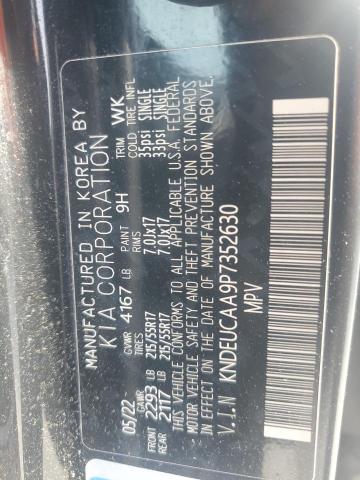 MANUFACTURED IN KOREA BY
KIA CORPORATION
05/22 GVWR 4167 LB PAINT 9H TRIM WK
GAWR TIRES RIMS COLD TIRE INFL
FRONT 2293 LB 215/55R17 7.0JX17 35psi SINGLE
REAR 2117 LB 215/55R17 7.0JX17 33psi SINGLE
THIS VEHICLE CONFORMS TO ALL APPLICABLE U.S.A. FEDERAL
MOTOR VEHICLE SAFETY AND THEFT PREVENTION STANDARDS
IN EFFECT ON THE DATE OF MANUFACTURE SHOWN ABOVE.
V.I.N KNDEUCAA9P7352630
MPV